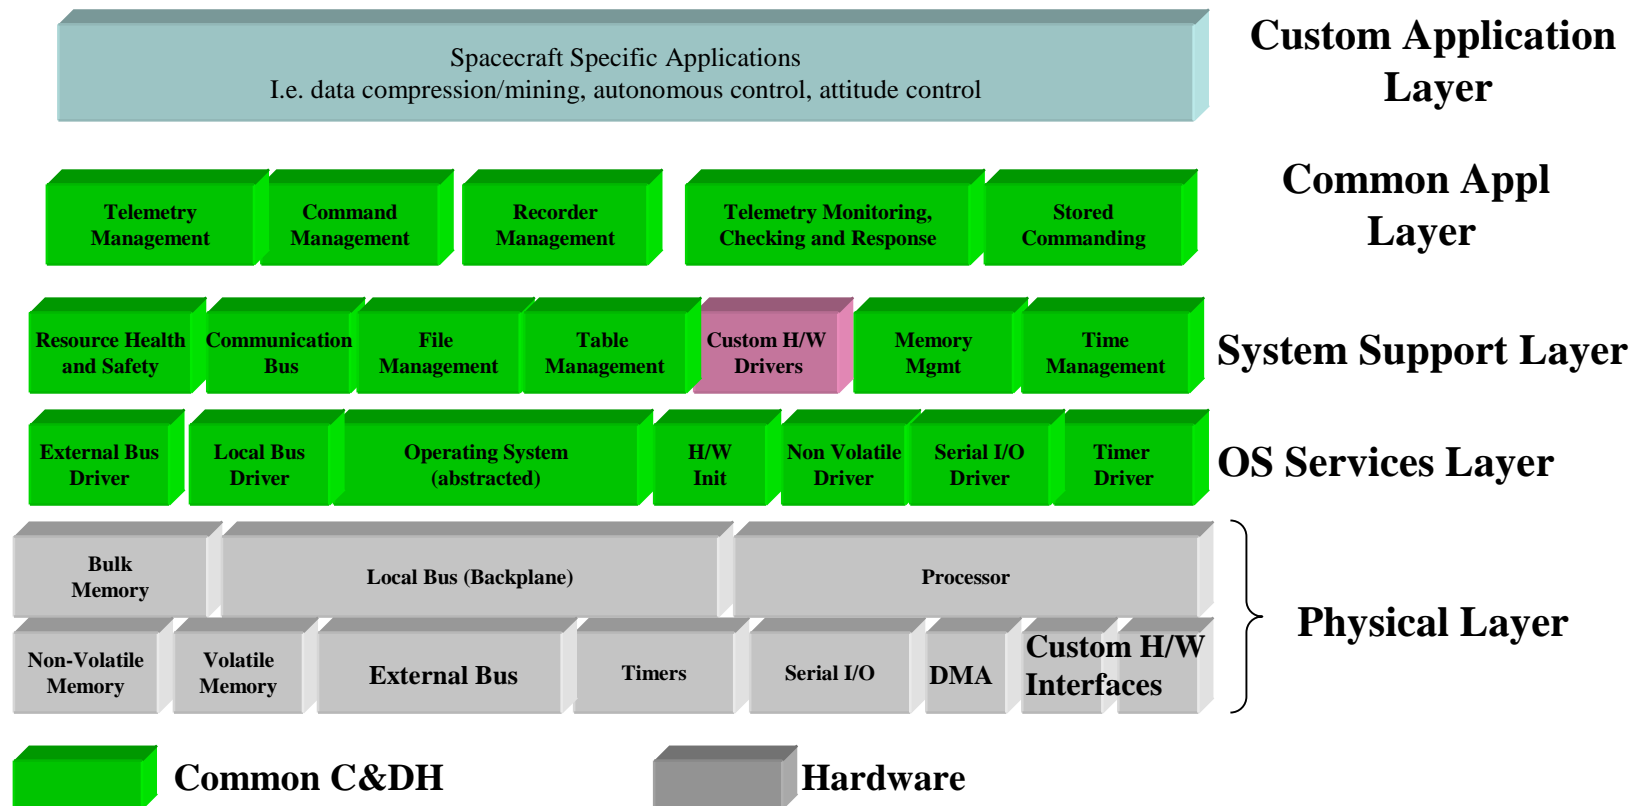 Spacecraft Specific Applications
I.e. data compression/mining, autonomous control, attitude control
Custom Application
Layer
Telemetry
Management
Command
Management
Recorder
Management
Telemetry Monitoring,
Checking and Response
Stored
Commanding
Common Appl
Layer
Resource Health
and Safety
Communication
Bus
File
Management
Table
Management
Custom H/W
Drivers
Memory
Mgmt
Time
Management
System Support Layer
External Bus
Driver
Local Bus
Driver
Operating System
(abstracted)
H/W
Init
Non Volatile
Driver
Serial I/O
Driver
Timer
Driver
OS Services Layer
Bulk
Memory
Local Bus (Backplane)
Processor
Non-Volatile
Memory
Volatile
Memory
External Bus
Timers
Serial I/O
DMA
Custom H/W
Interfaces
Physical Layer
Common C&DH
Hardware